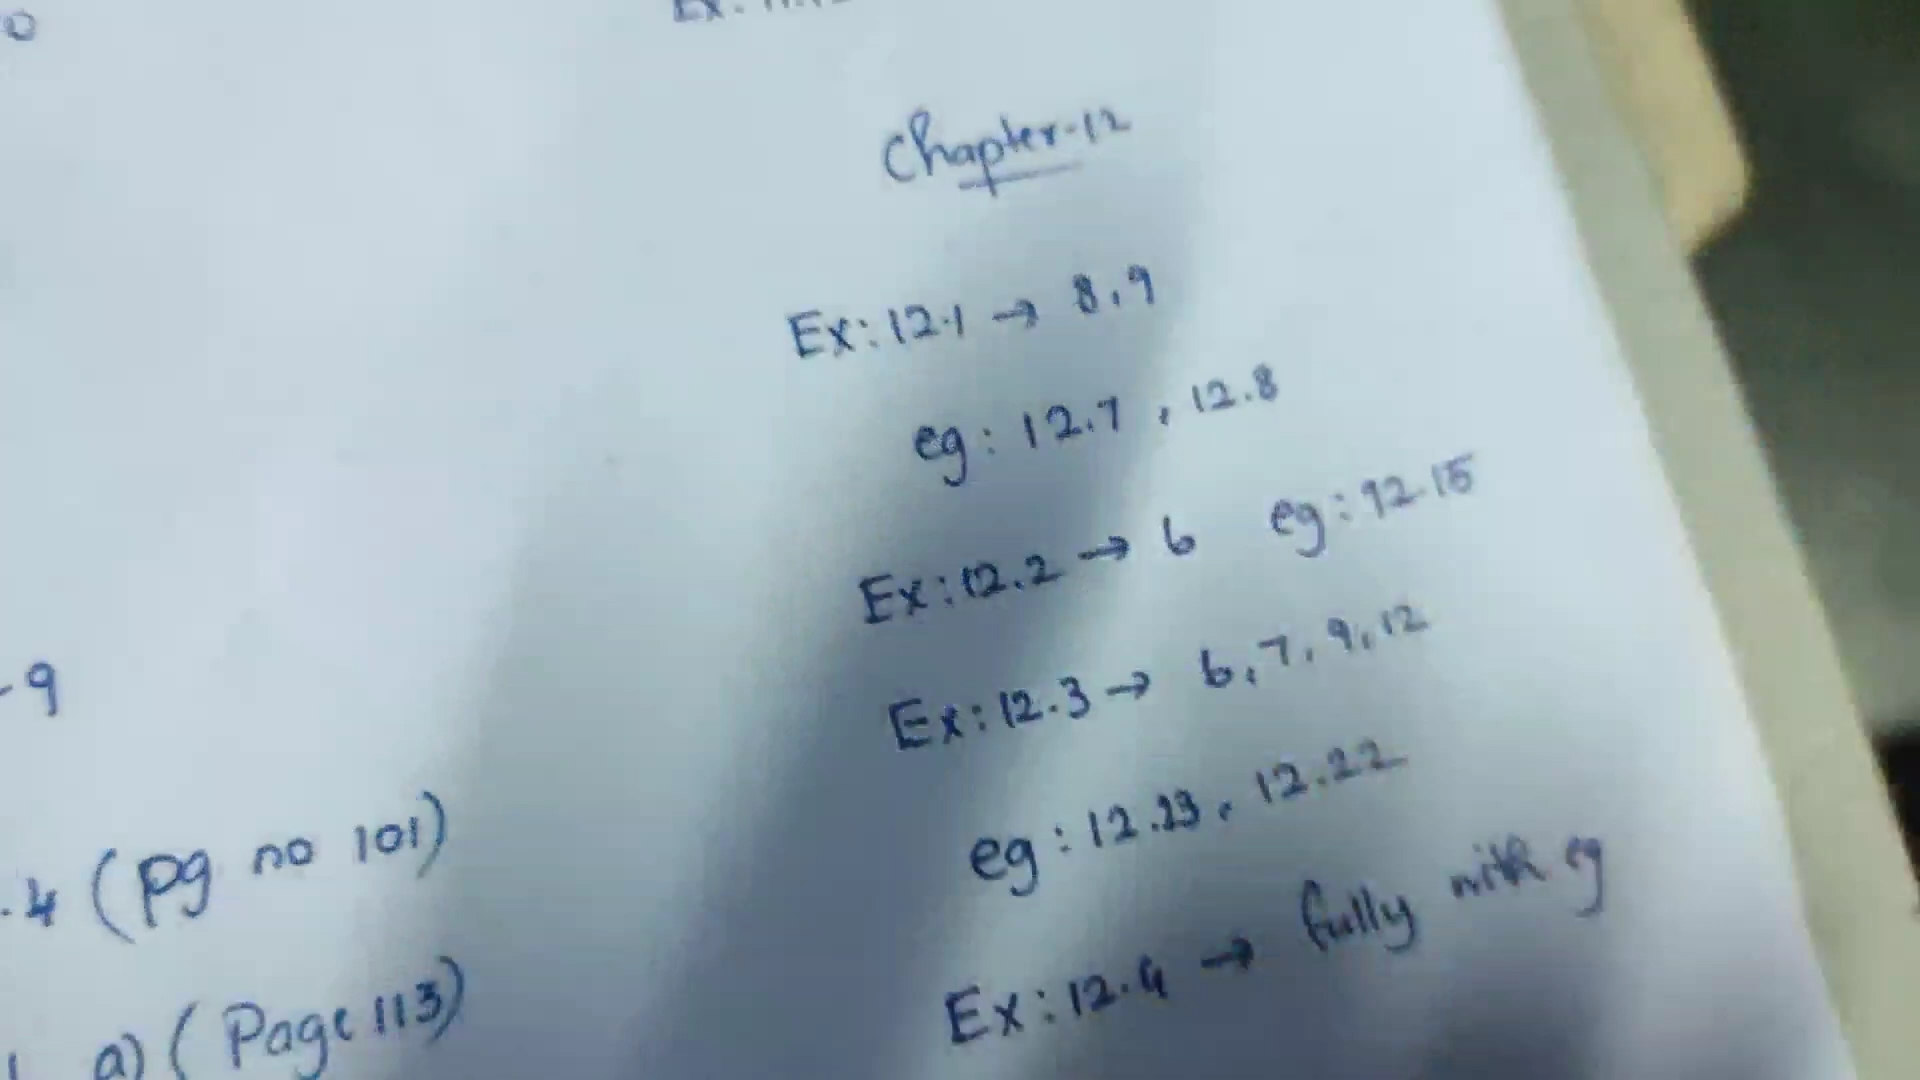 Chapter-12
Ex: 12.1 → 8, 9
eg: 12.7, 12.8
Ex: 12.2 → 6 eg: 12.15
Ex: 12.3 → 6, 7, 9, 12
eg: 12.23, 12.22
Ex: 12.4 → fully with eg
-9
.4 (pg no 101)
a) (Page 113)